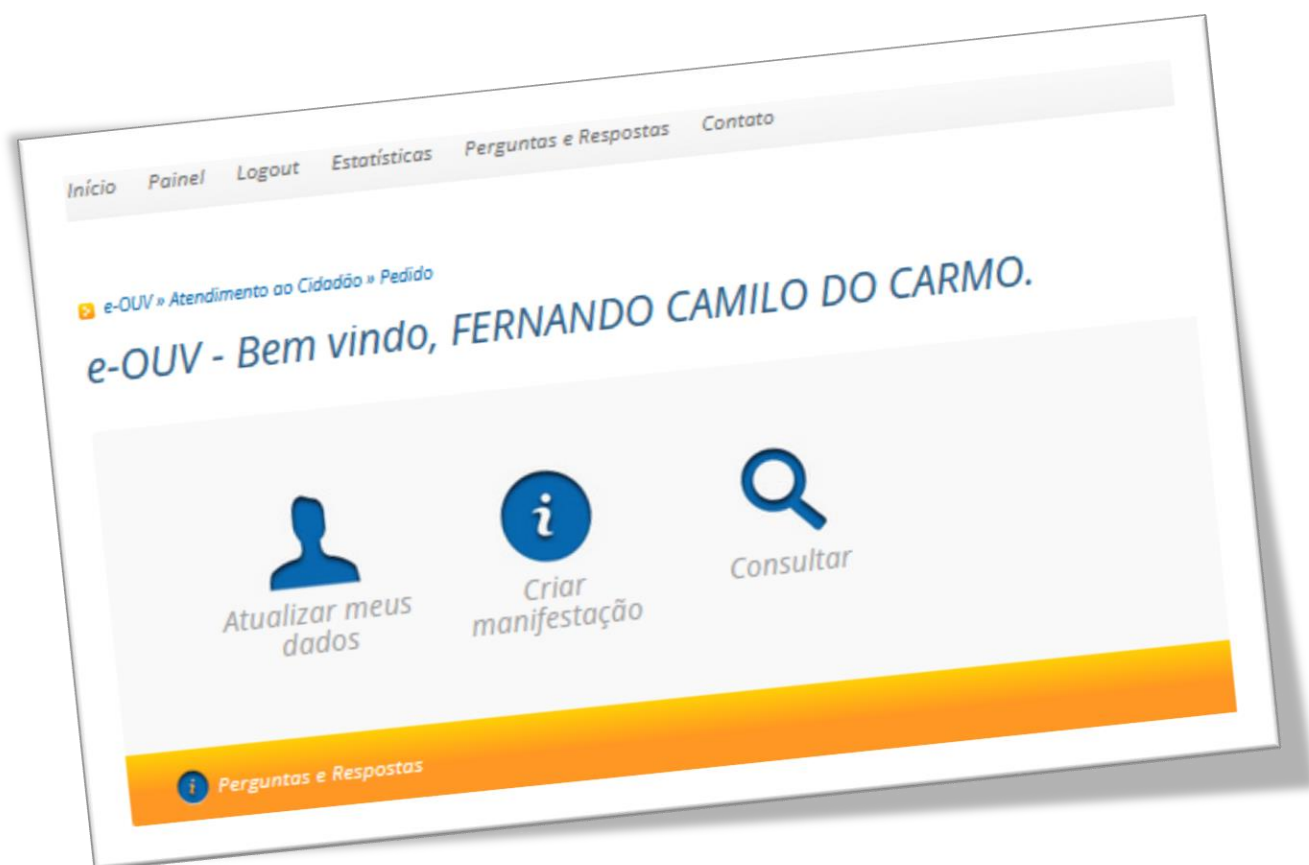 Início Painel Logout Estatísticas Perguntas e Respostas Contato
e-OUV » Atendimento ao Cidadão » Pedido
e-OUV - Bem vindo, FERNANDO CAMILO DO CARMO.
Atualizar meus
dados
Criar
manifestação
Consultar
Perguntas e Respostas